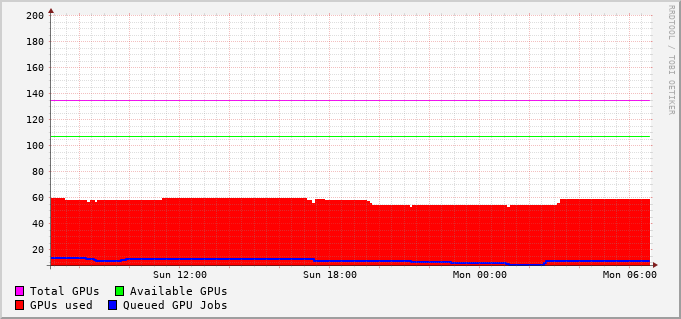 200
180
160
140
120
100
80
60
40
20
Sun 12:00 Sun 18:00 Mon 00:00 Mon 06:00
Total GPUs Available GPUs
GPUs used Queued GPU Jobs
RRDTOOL / TOBI OETIKER